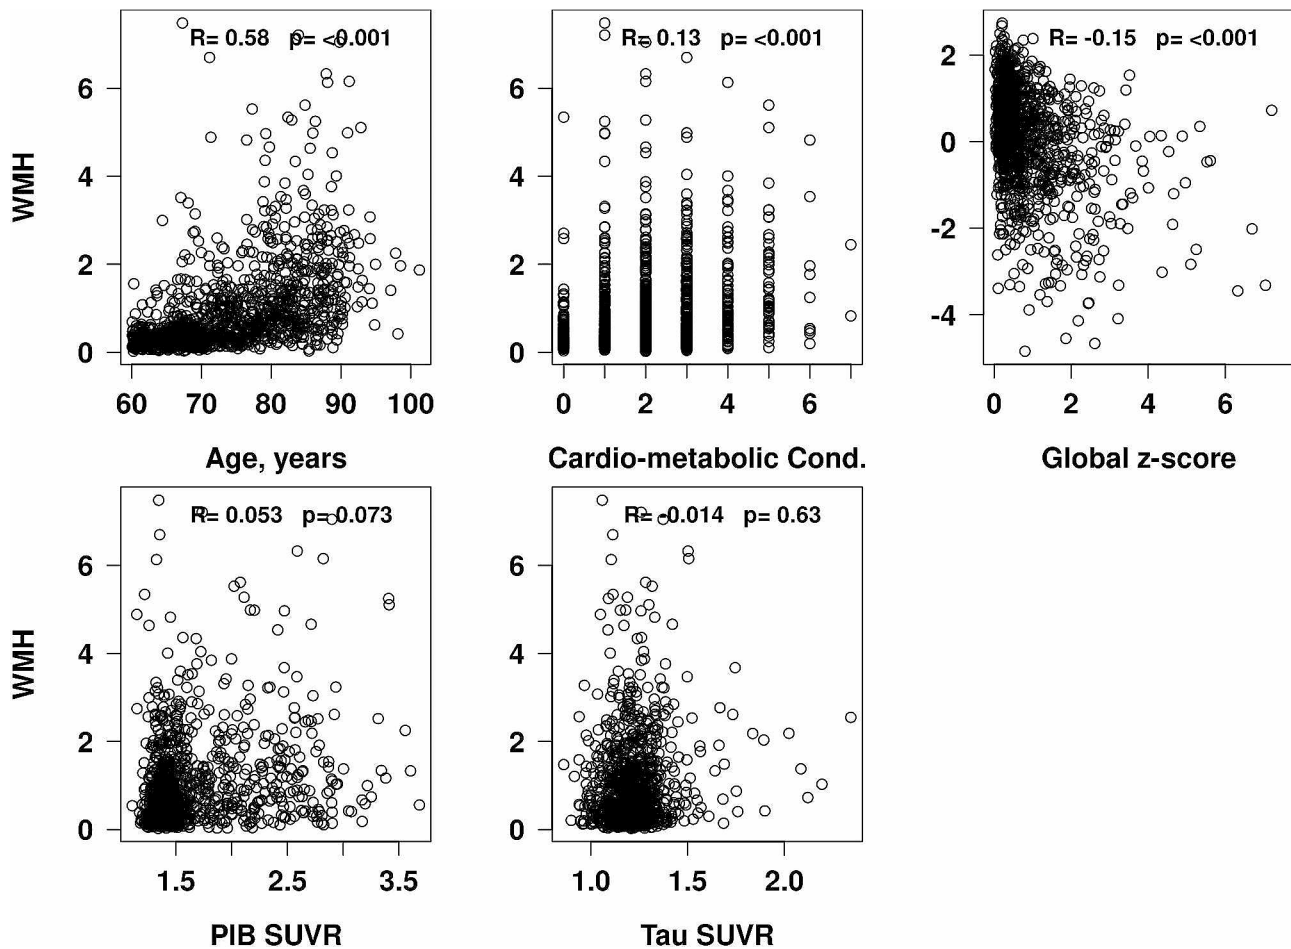 R= 0.58 p= <0.001
WMH
6
4
2
0
60 70 80 90 100
Age, years
R= 0.13 p= <0.001
6
4
2
0
0 2 4 6
Cardio-metabolic Cond.
R= -0.15 p= <0.001
2
0
-2
-4
0 2 4 6
Global z-score
R= 0.053 p= 0.073
WMH
6
4
2
0
1.5 2.5 3.5
PIB SUVR
R= -0.014 p= 0.63
6
4
2
0
1.0 1.5 2.0
Tau SUVR